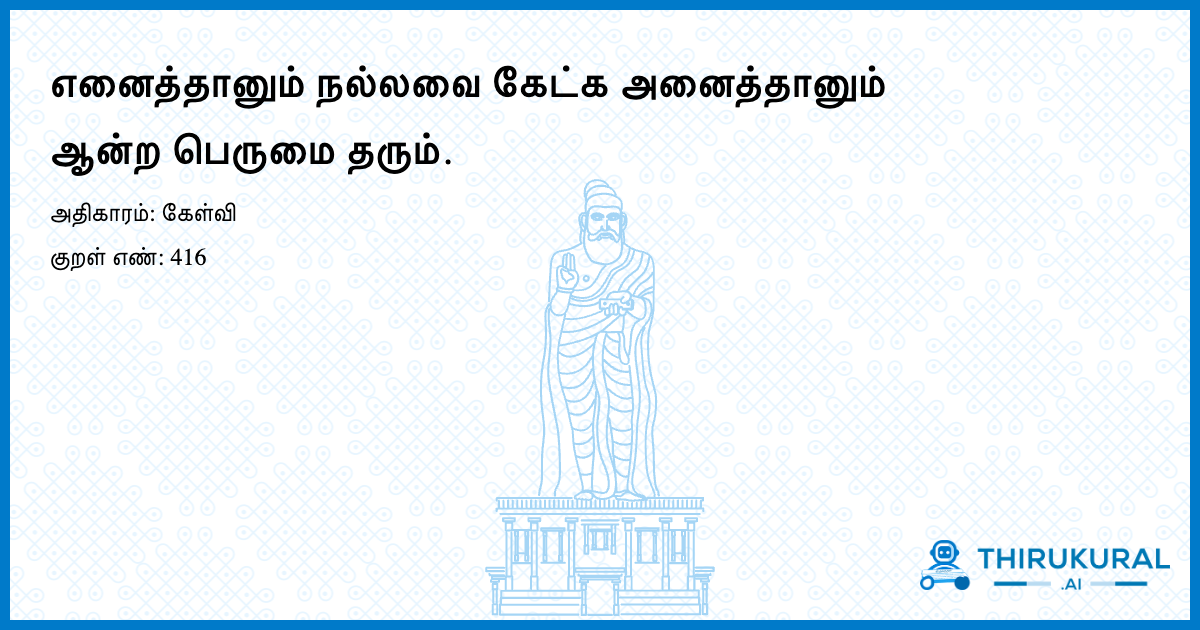 எனைத்தானும் நல்லவை கேட்க அனைத்தானும்
ஆன்ற பெருமை தரும்.
அதிகாரம்: கேள்வி
குறள் எண்: 416
THIRUKURAL
.AI